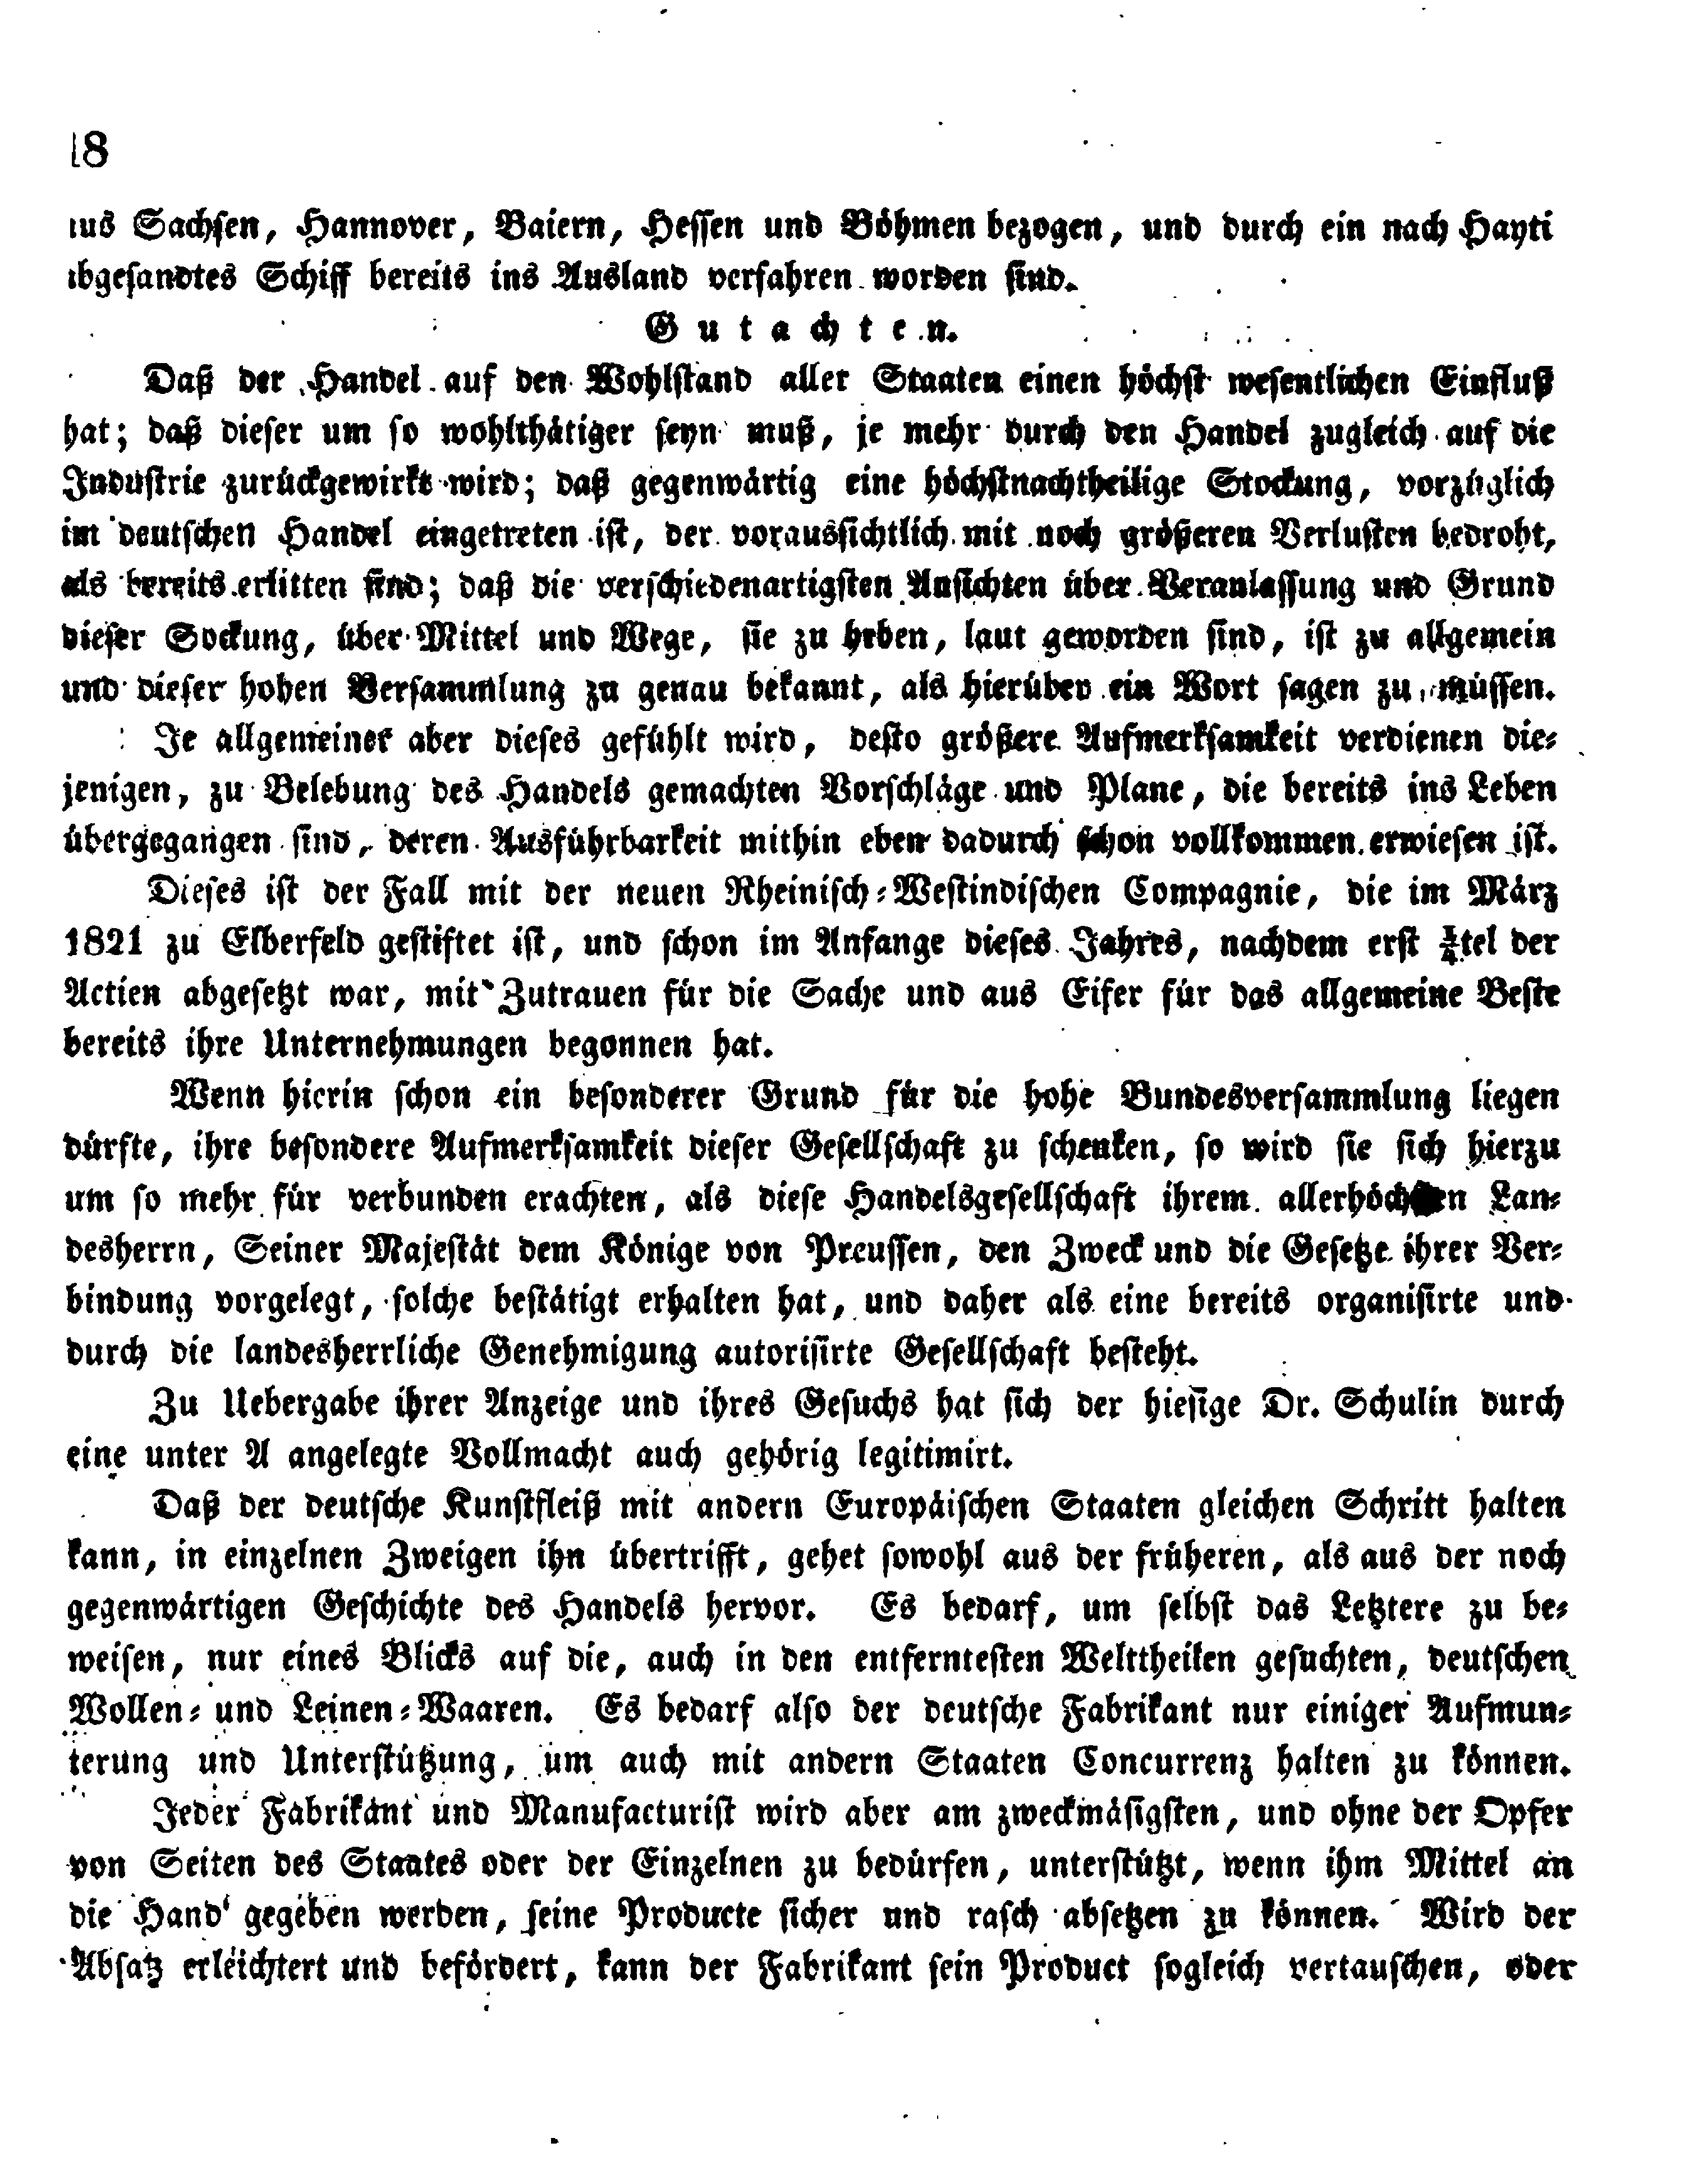 18
aus Sachsen, Hannover, Baiern, Hessen und Böhmen bezogen, und durch ein nach Hayti
abgesandtes Schiff bereits ins Ausland verfahren worden sind.
Gutachten.
Daß der Handel auf den Wohlstand aller Staaten einen höchst wesentlichen Einfluß
hat; daß dieser um so wohlthätiger seyn muß, je mehr durch den Handel zugleich auf die
Industrie zurückgewirkt wird; daß gegenwärtig eine höchstnachtheilige Stockung, vorzüglich
im deutschen Handel eingetreten ist, der voraussichtlich mit noch größeren Verlusten bedroht,
als bereits erlitten sind; daß die verschiedenartigsten Ansichten über Veranlassung und Grund
dieser Sockung, über Mittel und Wege, sie zu heben, laut geworden sind, ist zu allgemein
und dieser hohen Versammlung zu genau bekannt, als hierüber ein Wort sagen zu müssen.
Je allgemeiner aber dieses gefühlt wird, desto größere Aufmerksamkeit verdienen die-
jenigen, zu Belebung des Handels gemachten Vorschläge und Plane, die bereits ins Leben
übergegangen sind, deren Ausführbarkeit mithin eben dadurch schon vollkommen erwiesen ist.
Dieses ist der Fall mit der neuen Rheinisch-Westindischen Compagnie, die im März
1821 zu Elberfeld gestiftet ist, und schon im Anfange dieses Jahres, nachdem erst ¼tel der
Actien abgesetzt war, mit Zutrauen für die Sache und aus Eifer für das allgemeine Beste
bereits ihre Unternehmungen begonnen hat.
Wenn hierin schon ein besonderer Grund für die hohe Bundesversammlung liegen
dürfte, ihre besondere Aufmerksamkeit dieser Gesellschaft zu schenken, so wird sie sich hierzu
um so mehr für verbunden erachten, als diese Handelsgesellschaft ihrem allerhöchsten Lan-
desherrn, Seiner Majestät dem Könige von Preussen, den Zweck und die Gesetze ihrer Ver-
bindung vorgelegt, solche bestätigt erhalten hat, und daher als eine bereits organisirte und
durch die landesherrliche Genehmigung autorisirte Gesellschaft besteht.
Zu Uebergabe ihrer Anzeige und ihres Gesuchs hat sich der hiesige Dr. Schulin durch
eine unter A angelegte Vollmacht auch gehörig legitimirt.
Daß der deutsche Kunstfleiß mit andern Europäischen Staaten gleichen Schritt halten
kann, in einzelnen Zweigen ihn übertrifft, gehet sowohl aus der früheren, als aus der noch
gegenwärtigen Geschichte des Handels hervor. Es bedarf, um selbst das Letztere zu be-
weisen, nur eines Blicks auf die, auch in den entferntesten Welttheilen gesuchten, deutschen
Wollen- und Leinen-Waaren. Es bedarf also der deutsche Fabrikant nur einiger Aufmun-
terung und Unterstützung, um auch mit andern Staaten Concurrenz halten zu können.
Jeder Fabrikant und Manufacturist wird aber am zweckmäsigsten, und ohne der Opfer
von Seiten des Staates oder der Einzelnen zu bedürfen, unterstützt, wenn ihm Mittel an
die Hand gegeben werden, seine Producte sicher und rasch absetzen zu können. Wird der
Absatz erleichtert und befördert, kann der Fabrikant sein Product sogleich vertauschen, oder